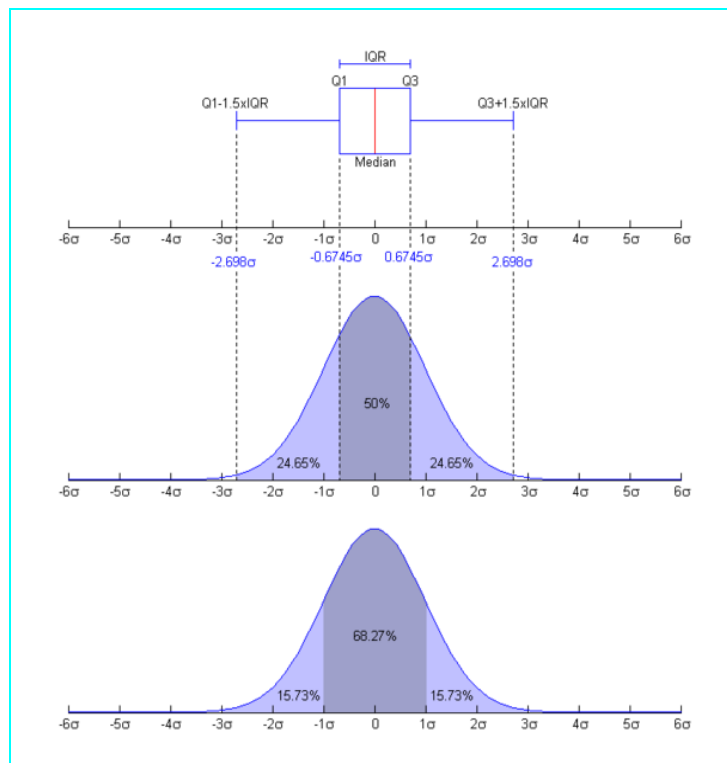 IQR
Q1 Q3
Q1-1.5xIQR Q3+1.5xIQR
Median
-6σ -5σ -4σ -3σ -2σ -1σ 0 1σ 2σ 3σ 4σ 5σ 6σ
-2.698σ -0.6745σ 0.6745σ 2.698σ
50%
24.65% 24.65%
-6σ -5σ -4σ -3σ -2σ -1σ 0 1σ 2σ 3σ 4σ 5σ 6σ
68.27%
15.73% 15.73%
-6σ -5σ -4σ -3σ -2σ -1σ 0 1σ 2σ 3σ 4σ 5σ 6σ